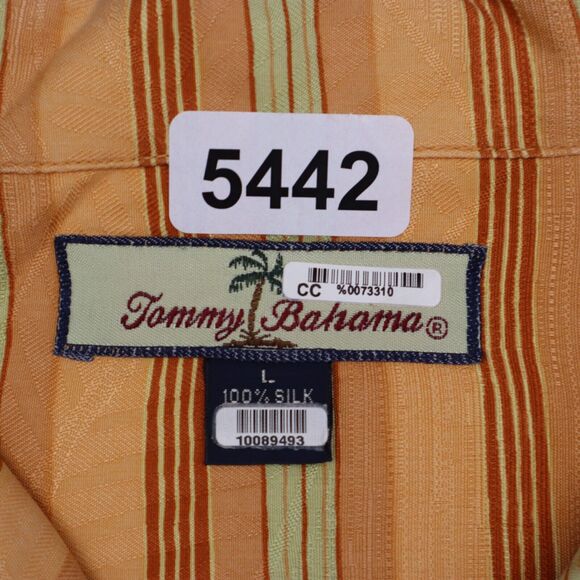 5442
CC %0073310
Tommy Bahama®
L
100% SILK
10089493